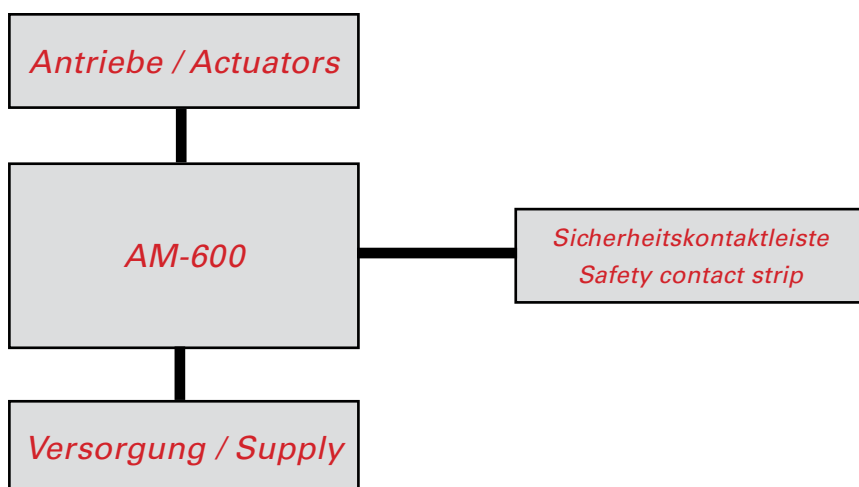 Antriebe / Actuators
AM-600
Sicherheitskontaktleiste
Safety contact strip
Versorgung / Supply